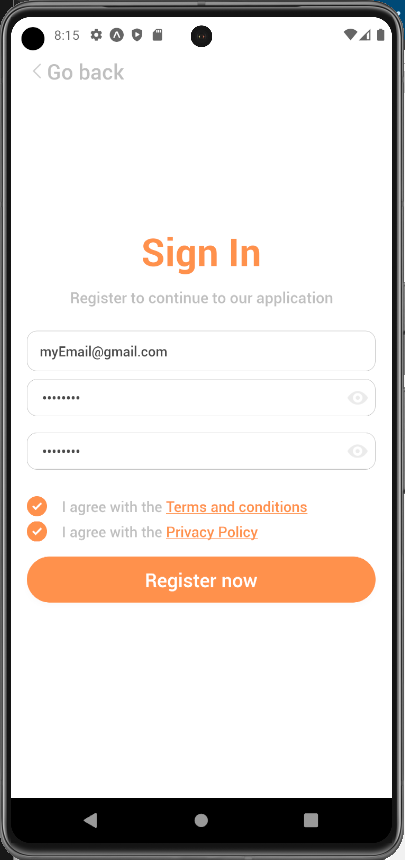 8:15
Go back
Sign In
Register to continue to our application
myEmail@gmail.com
••••••••
••••••••
I agree with the Terms and conditions
I agree with the Privacy Policy
Register now